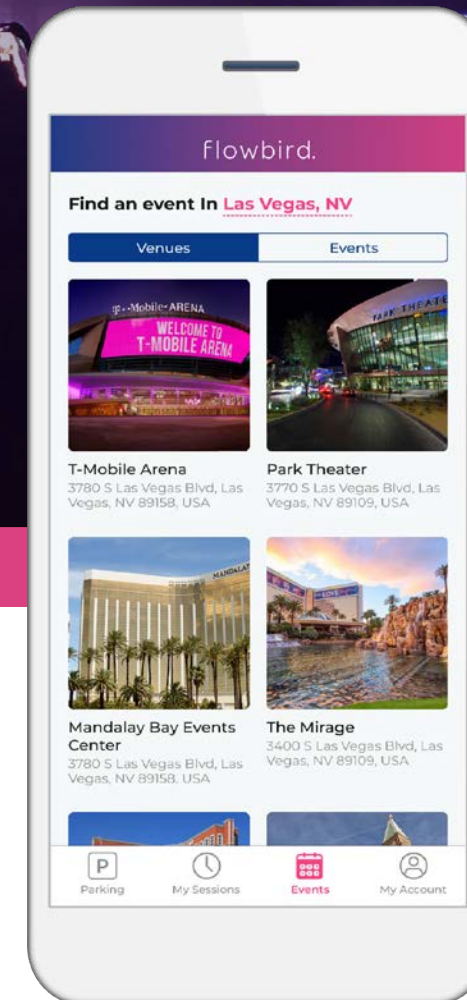 flowbird.
Find an event In Las Vegas, NV
Venues
Events
T··Mobile·ARENA
WELCOME TO
T-MOBILE ARENA
PARK THEATE
T-Mobile Arena
3780 S Las Vegas Blvd, Las
Vegas, NV 89158, USA
Park Theater
3770 S Las Vegas Blvd, Las
Vegas, NV 89109, USA
MANDALAY
LOVE
Mandalay Bay Events
Center
3780 S Las Vegas Blvd, Las
Vegas, NV 89158, USA
The Mirage
3400 S Las Vegas Blvd, Las
Vegas, NV 89109, USA
P
Parking
My Sessions
Events
My Account